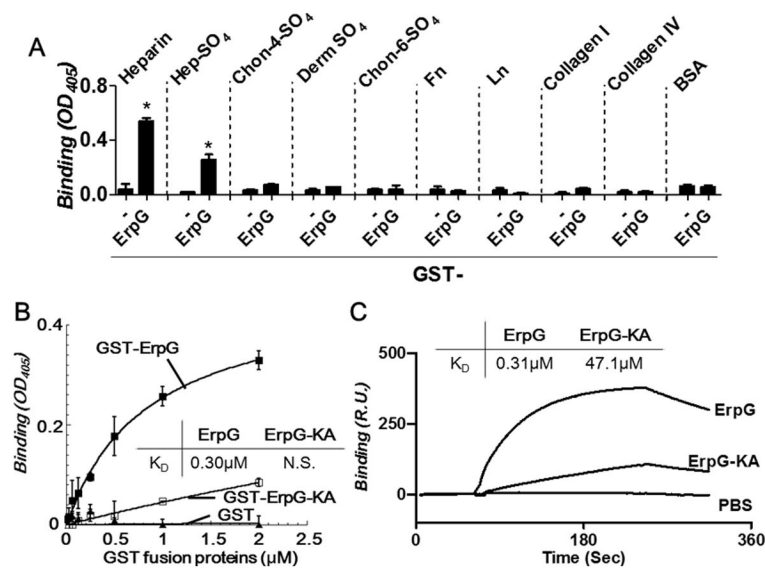 A
Heparin
Hep-SO4
Chon-4-SO4
Derm SO4
Chon-6-SO4
Fn
Ln
Collagen I
Collagen IV
BSA
Binding (OD405)
0.8
0.4
0.0
*
*
- ErpG - ErpG - ErpG - ErpG - ErpG - ErpG - ErpG - ErpG - ErpG - ErpG
GST-
B
Binding (OD405)
0.4
0.2
0
GST-ErpG
ErpG ErpG-KA
KD 0.30µM N.S.
GST-ErpG-KA
GST
0 0.5 1.0 1.5 2.0 2.5
GST fusion proteins (µM)
C
ErpG ErpG-KA
KD 0.31µM 47.1µM
Binding (R.U.)
500
250
0
ErpG
ErpG-KA
PBS
0 180 360
Time (Sec)